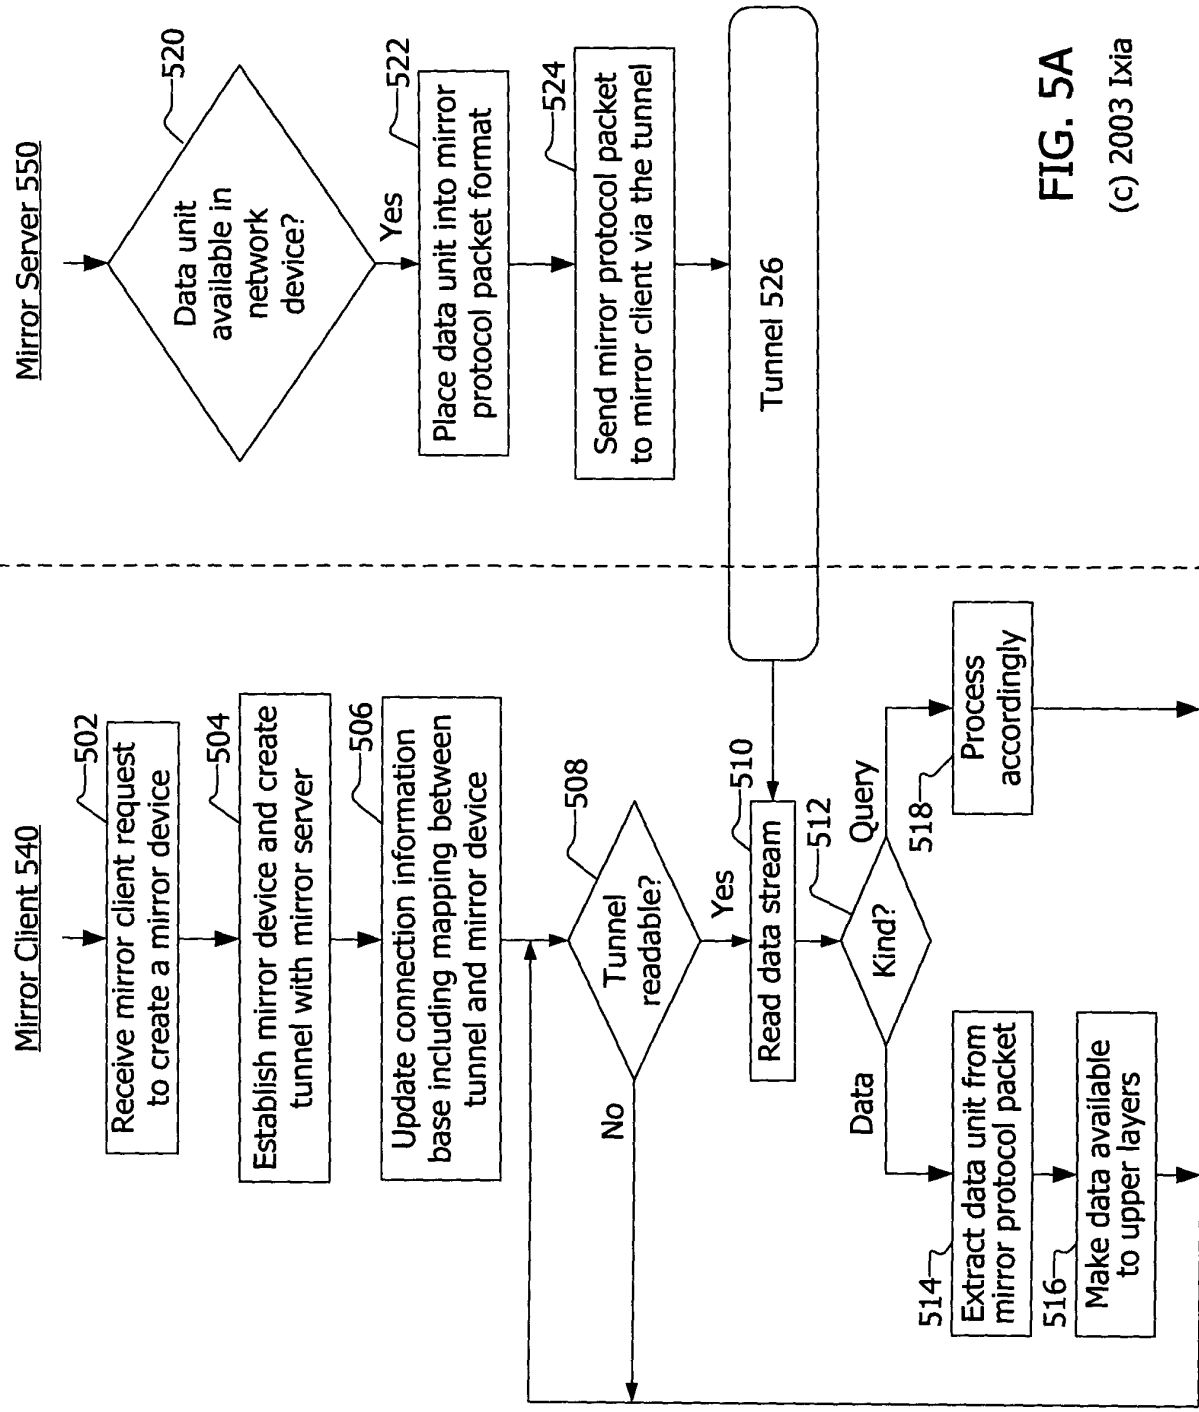 Mirror Client 540
502
Receive mirror client request
to create a mirror device
504
Establish mirror device and create
tunnel with mirror server
506
Update connection information
base including mapping between
tunnel and mirror device
508
Tunnel
readable?
No
Yes
510
Read data stream
512
Kind?
Data
Query
514
Extract data unit from
mirror protocol packet
516
Make data available
to upper layers
518
Process
accordingly
Mirror Server 550
520
Data unit
available in
network
device?
Yes
522
Place data unit into mirror
protocol packet format
524
Send mirror protocol packet
to mirror client via the tunnel
Tunnel 526
FIG. 5A
(c) 2003 Ixia